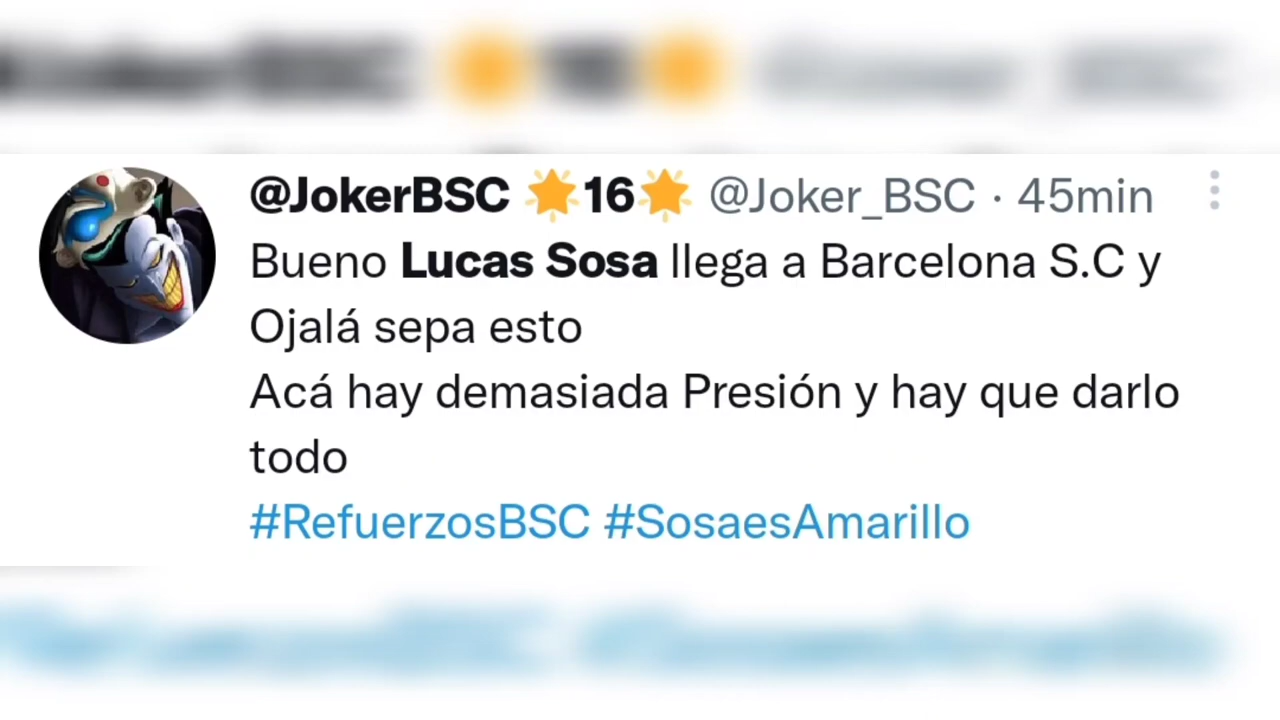 @JokerBSC 🌟16🌟 @Joker_BSC · 45min
Bueno Lucas Sosa llega a Barcelona S.C y
Ojalá sepa esto
Acá hay demasiada Presión y hay que darlo
todo
#RefuerzosBSC #SosaesAmarillo